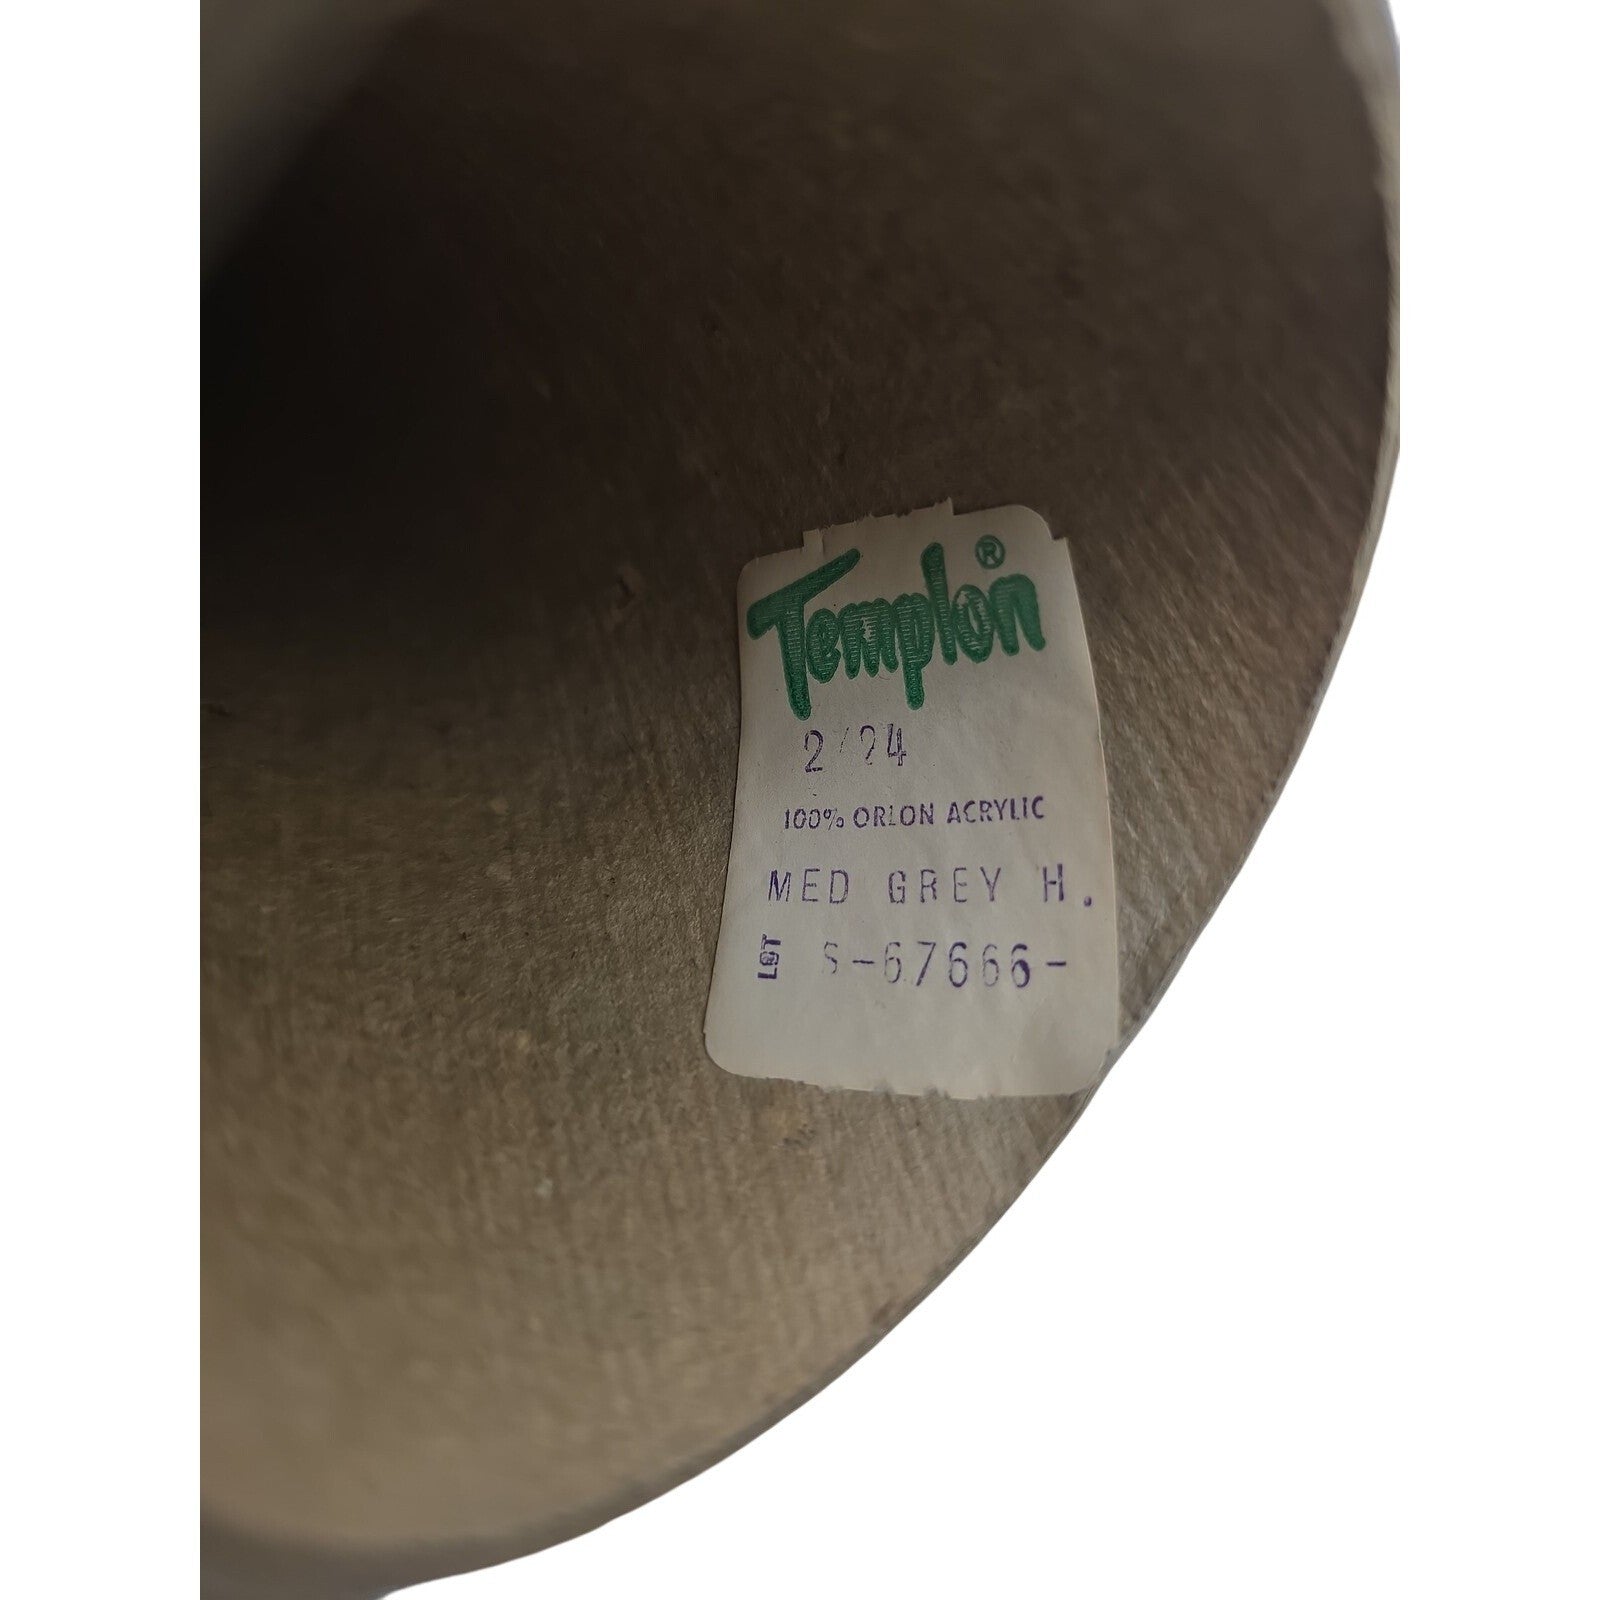 Templon®
2/24
100% ORLON ACRYLIC
MED GREY H.
LOT S-67666-